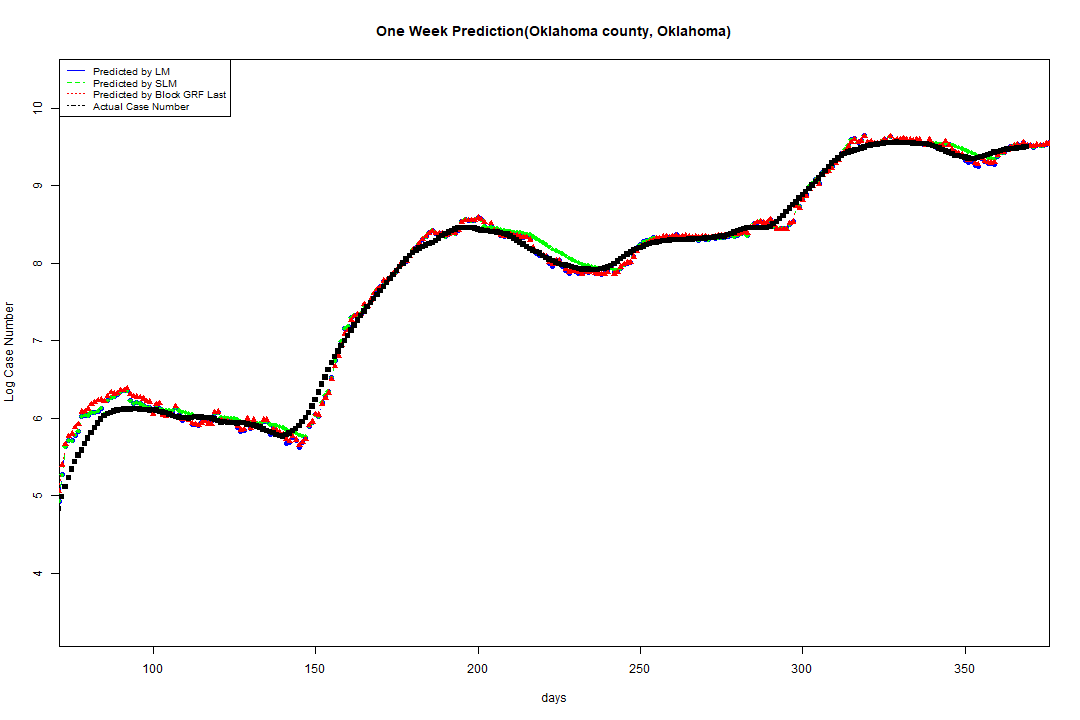 One Week Prediction(Oklahoma county, Oklahoma)
Predicted by LM
Predicted by SLM
Predicted by Block GRF Last
Actual Case Number
Log Case Number
10
9
8
7
6
5
4
100 150 200 250 300 350
days